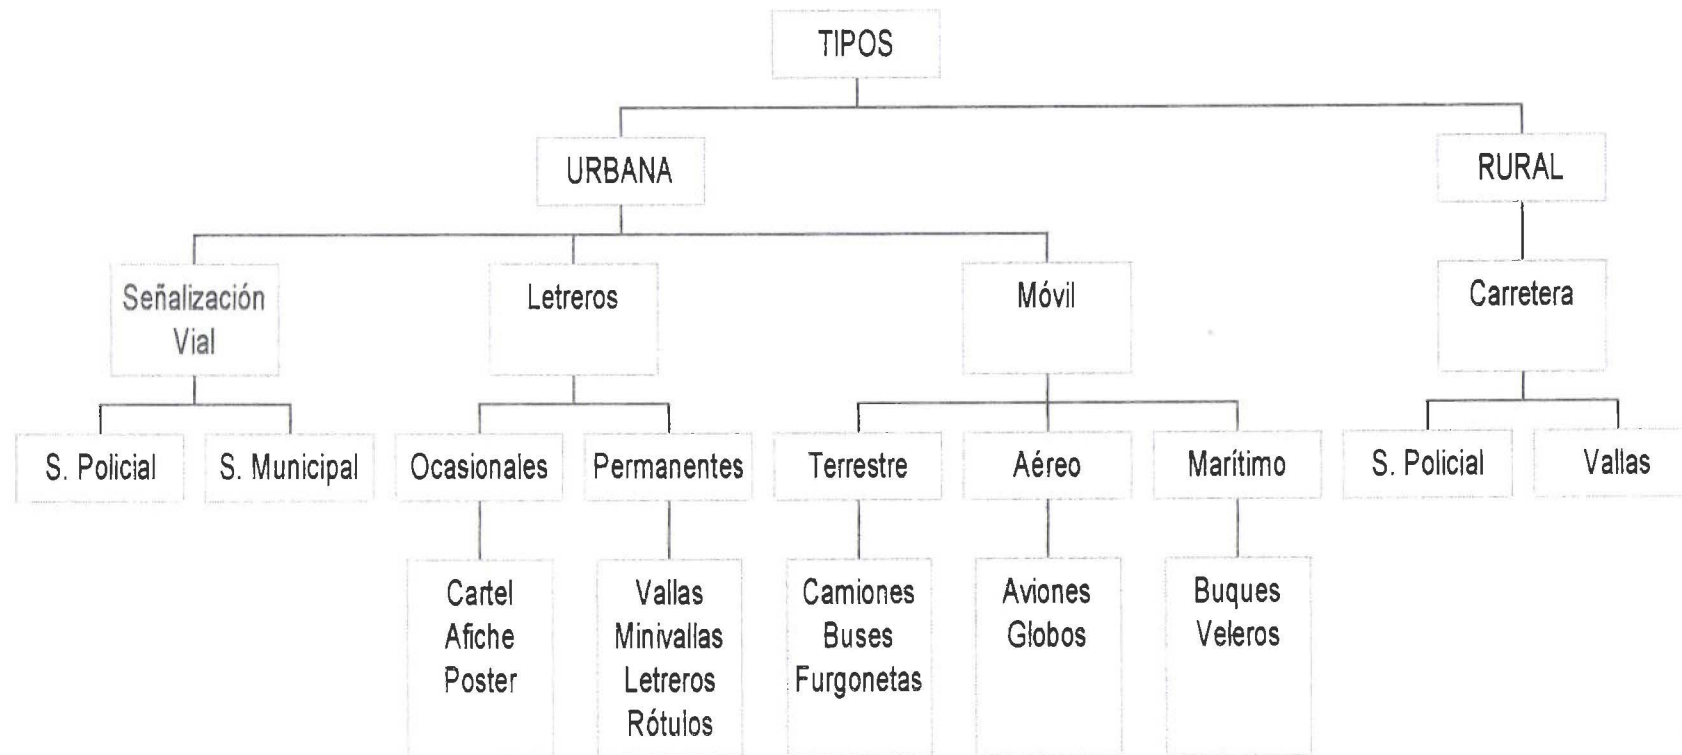 TIPOS
URBANA
RURAL
Señalización
Vial
Letreros
Móvil
Carretera
S. Policial
S. Municipal
Ocasionales
Permanentes
Terrestre
Aéreo
Marítimo
S. Policial
Vallas
Cartel
Afiche
Poster
Vallas
Minivallas
Letreros
Rótulos
Camiones
Buses
Furgonetas
Aviones
Globos
Buques
Veleros